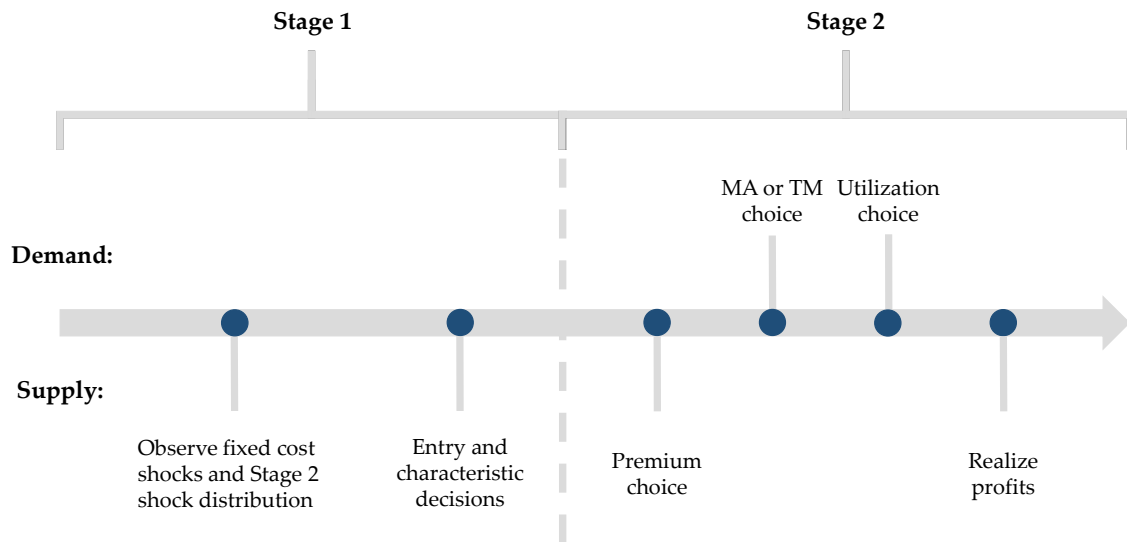 Stage 1
Stage 2
MA or TM
choice
Utilization
choice
Demand:
Supply:
Observe fixed cost
shocks and Stage 2
shock distribution
Entry and
characteristic
decisions
Premium
choice
Realize
profits